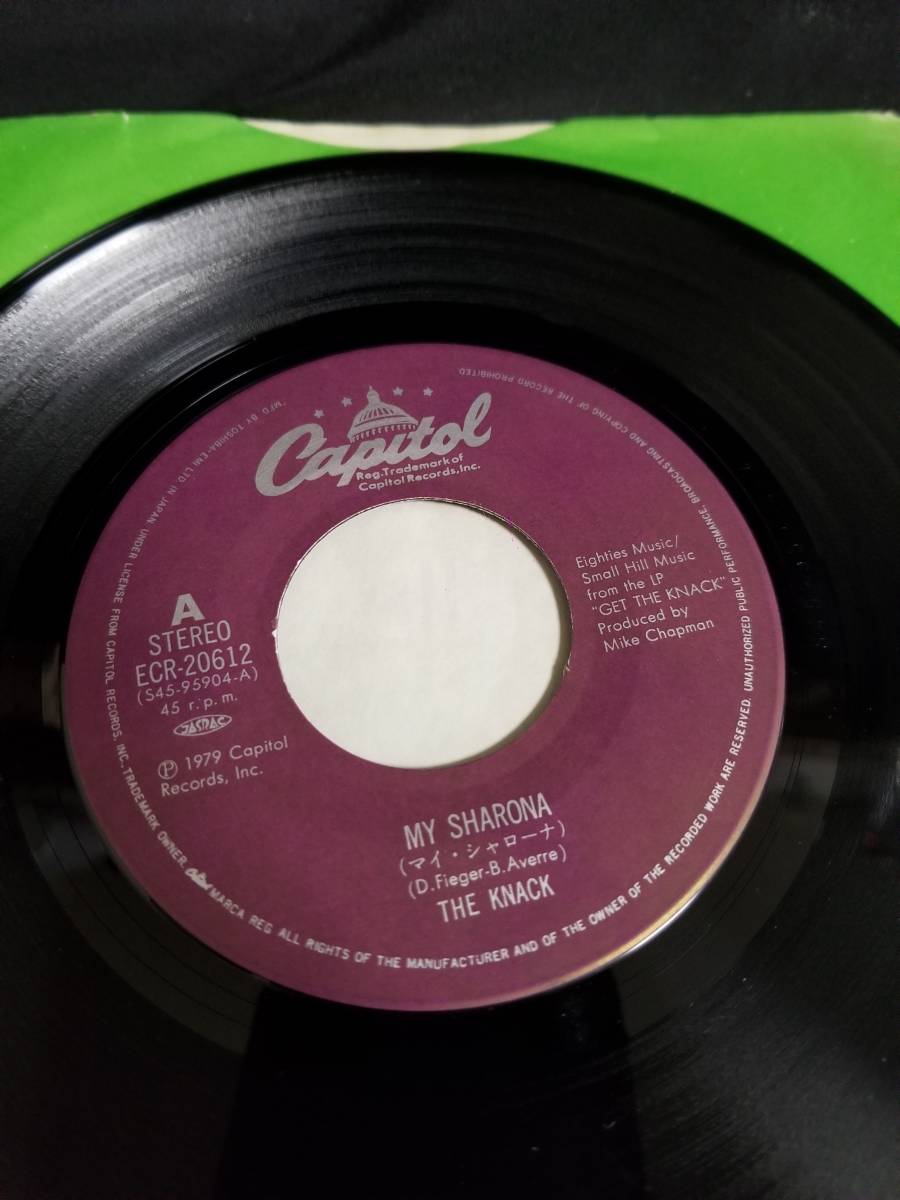 Capitol
Reg.Trademark of
Capitol Records,Inc.
A
STEREO
ECR-20612
(S45-95904-A)
45 r.p.m.
JASRAC
Ⓟ 1979 Capitol
Records, Inc.
Eighties Music/
Small Hill Music
from the LP
"GET THE KNACK"
Produced by
Mike Chapman
MY SHARONA
(マイ・シャローナ)
(D.Fieger-B.Averre)
THE KNACK
MFD BY TOSHIBA-EMI LTD IN JAPAN UNDER LICENSE FROM CAPITOL RECORDS, INC., TRADEMARK OWNER, Capitol MARCA REG ALL RIGHTS OF THE MANUFACTURER AND OF THE OWNER OF THE RECORDED WORK ARE RESERVED. UNAUTHORIZED PUBLIC PERFORMANCE, BROADCASTING AND COPYING OF THE RECORD PROHIBITED